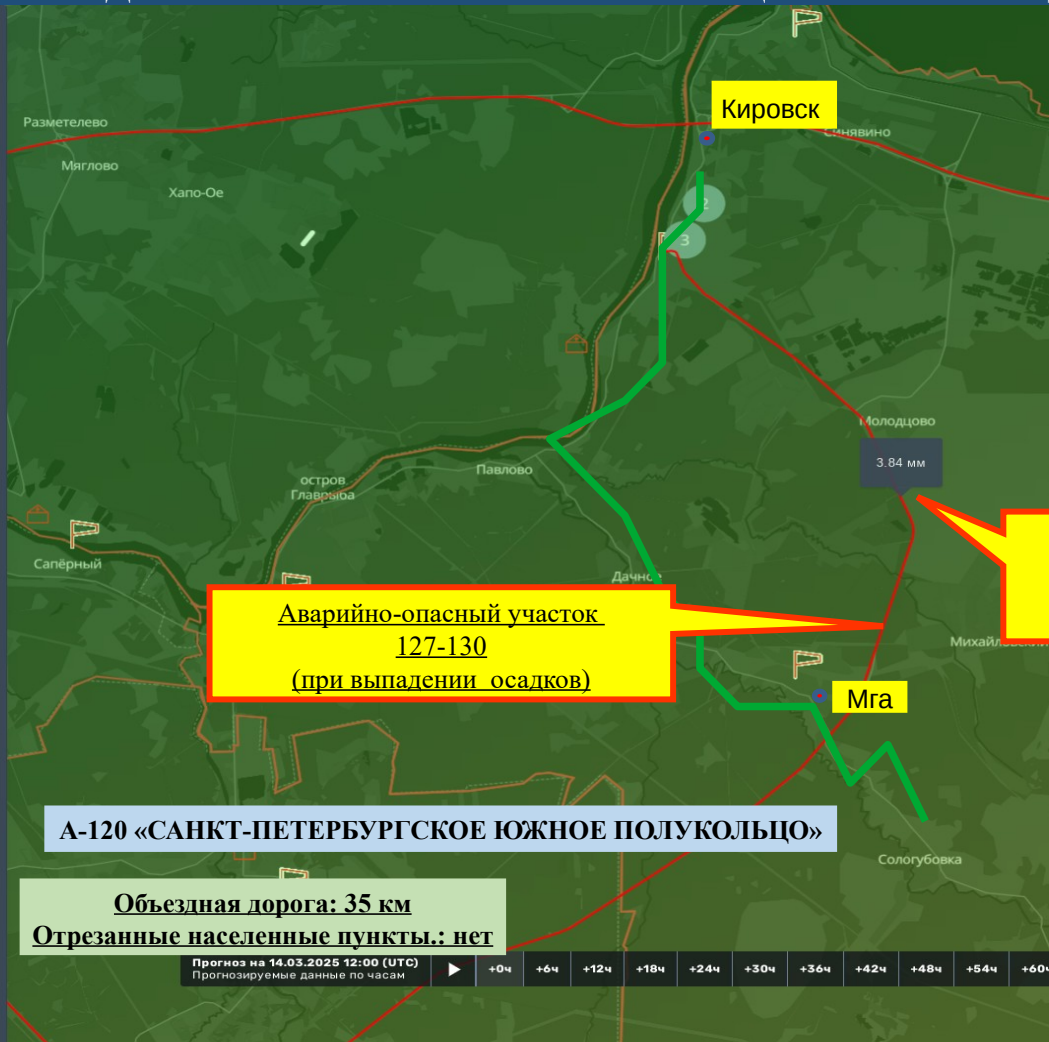 Кировск
Разметелево
Синявино
Мяглово
Хапо-Ое
2
3
Молодцово
3.84 мм
Павлово
остров
Главрыба
Сапёрный
Дачное
Аварийно-опасный участок
127-130
(при выпадении осадков)
Мга
А-120 «САНКТ-ПЕТЕРБУРГСКОЕ ЮЖНОЕ ПОЛУКОЛЬЦО»
Сологубовка
Объездная дорога: 35 км
Отрезанные населенные пункты.: нет
Прогноз на 14.03.2025 12:00 (UTC)
Прогнозируемые данные по часам
+0ч +6ч +12ч +18ч +24ч +30ч +36ч +42ч +48ч +54ч +60ч